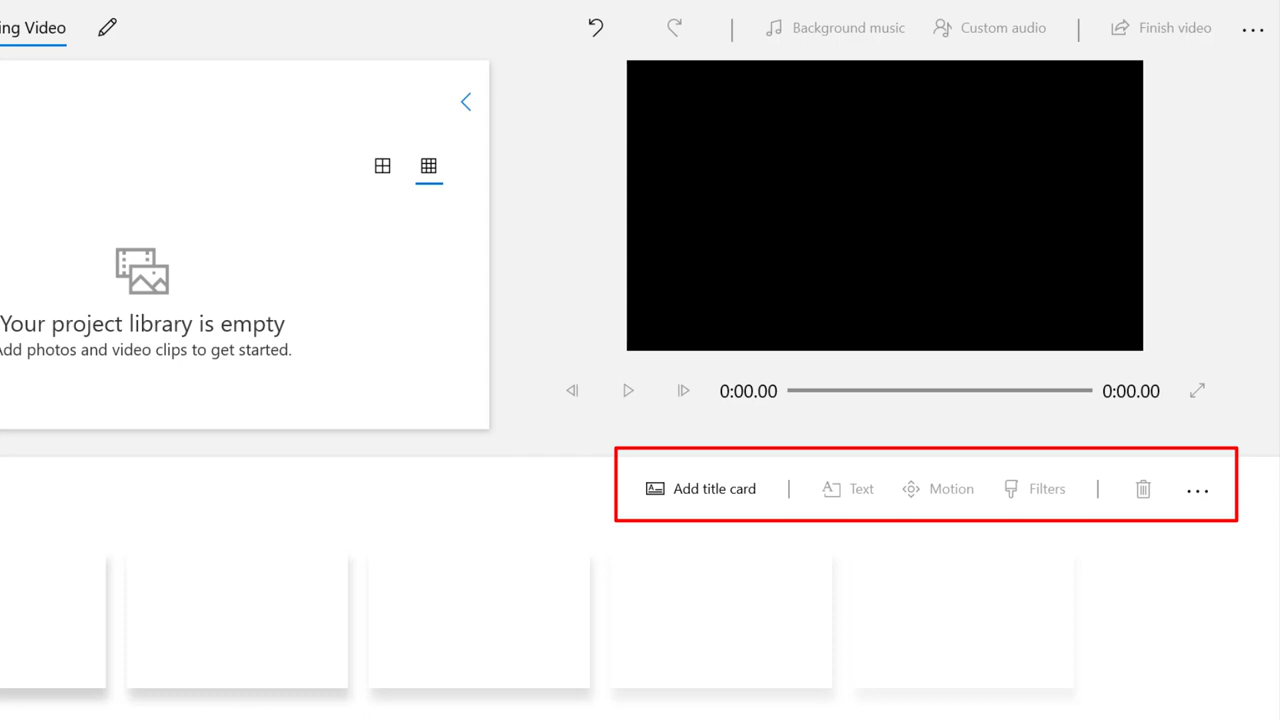 ing Video
Background music
Custom audio
Finish video
Your project library is empty
Add photos and video clips to get started.
0:00.00
0:00.00
Add title card
Text
Motion
Filters